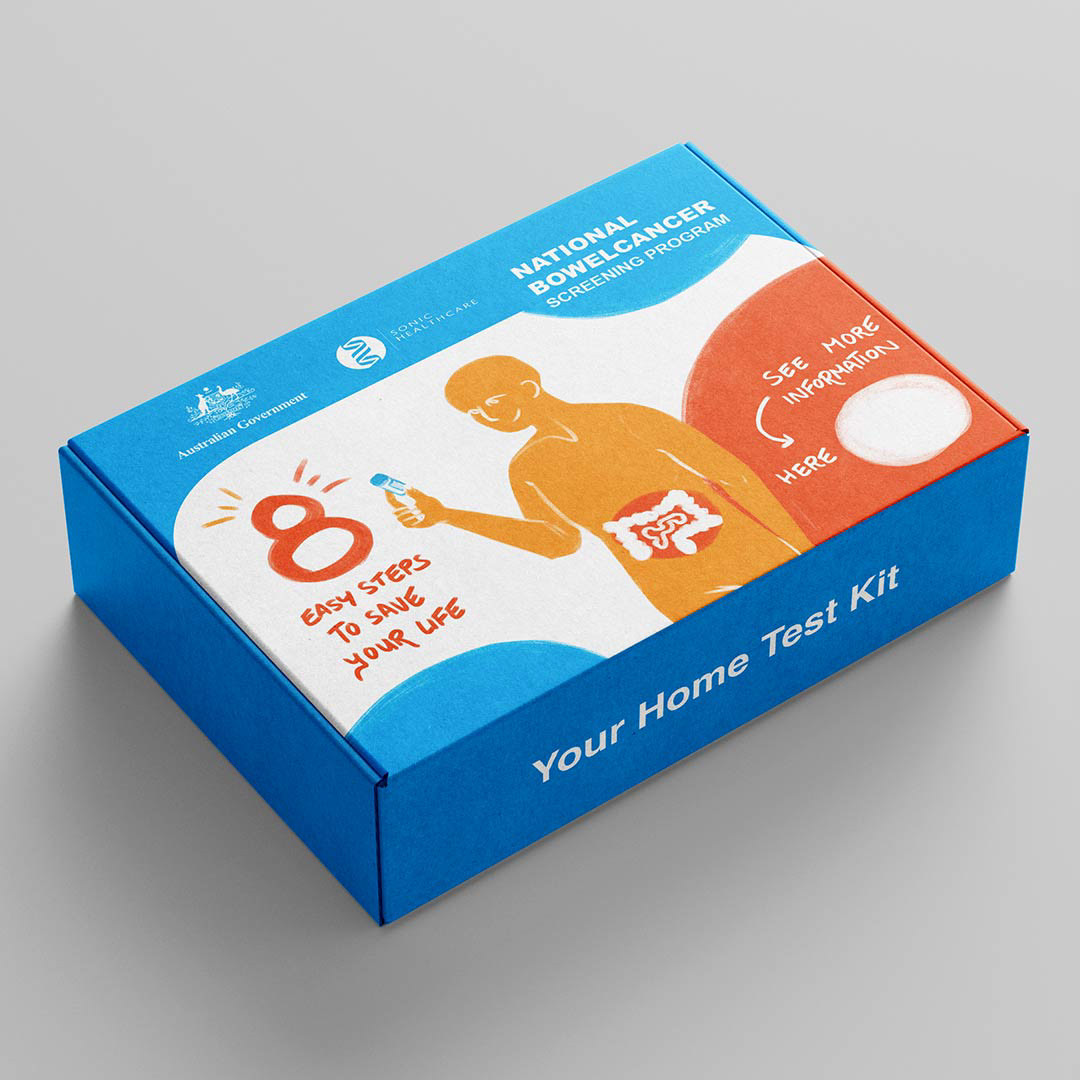 NATIONAL
BOWELCANCER
SCREENING PROGRAM
SONIC
HEALTHCARE
Australian Government
8
EASY STEPS
TO SAVE
YOUR LIFE
SEE MORE
INFORMATION
HERE
Your Home Test Kit